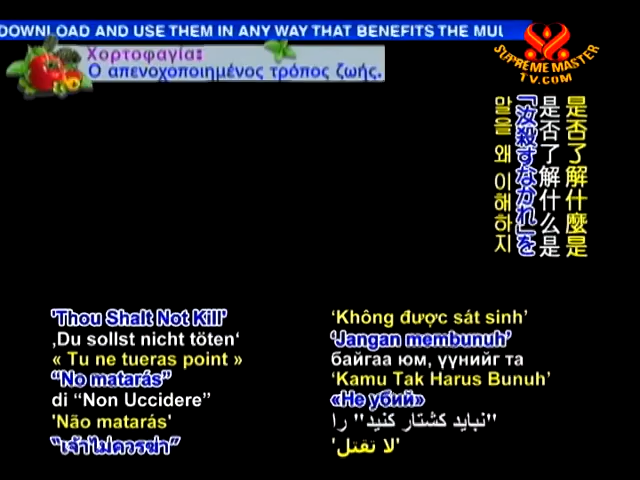 DOWNLOAD AND USE THEM IN ANY WAY THAT BENEFITS THE MUL
Χορτοφαγία:
Ο απενοχοποιημένος τρόπος ζωής.
SUPREME MASTER
TV.COM
是否了解什麼是
是否了解什么是
「汝殺すなかれ」を
말을 왜 이해하지
'Thou Shalt Not Kill'
‚Du sollst nicht töten‘
« Tu ne tueras point »
“No matarás”
di “Non Uccidere”
'Não matarás'
“เจ้าไม่ควรฆ่า”
‘Không được sát sinh’
‘Jangan membunuh’
байгаа юм, үүнийг та
‘Kamu Tak Harus Bunuh’
«Не убий»
"نباید کشتار کنید" را
'لا تقتل'